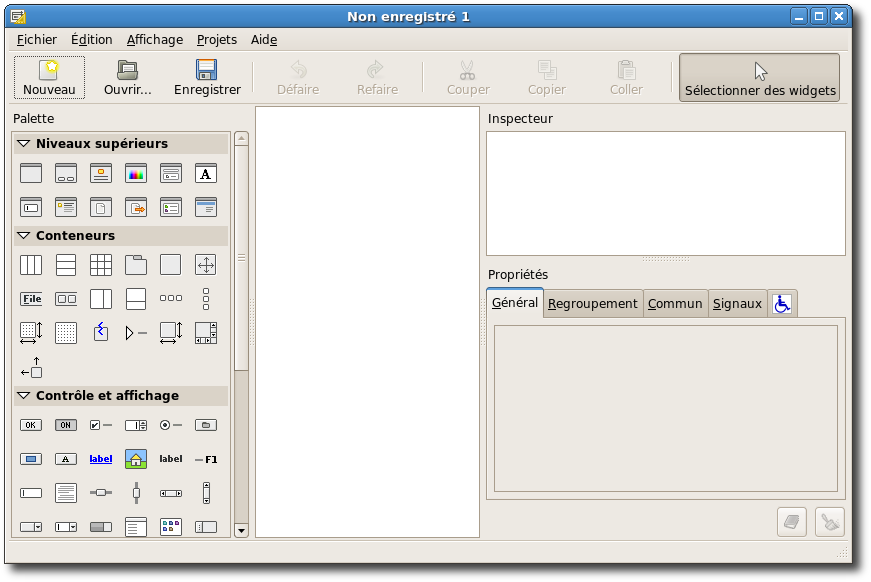 Non enregistré 1
Fichier Édition Affichage Projets Aide
Nouveau Ouvrir... Enregistrer Défaire Refaire Couper Copier Coller Sélectionner des widgets
Palette
Niveaux supérieurs
A
Conteneurs
File
Contrôle et affichage
OK ON
A label label F1
Inspecteur
Propriétés
Général Regroupement Commun Signaux